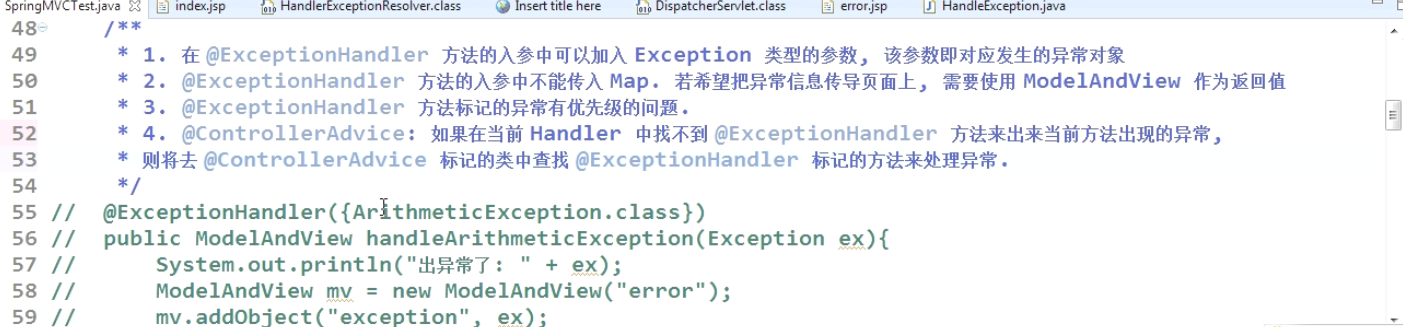 SpringMVCTest.java index.jsp HandlerExceptionResolver.class Insert title here DispatcherServlet.class error.jsp HandleException.java
48 /**
49 * 1. 在 @ExceptionHandler 方法的入参中可以加入 Exception 类型的参数, 该参数即对应发生的异常对象
50 * 2. @ExceptionHandler 方法的入参中不能传入 Map. 若希望把异常信息传导页面上, 需要使用 ModelAndView 作为返回值
51 * 3. @ExceptionHandler 方法标记的异常有优先级的问题.
52 * 4. @ControllerAdvice: 如果在当前 Handler 中找不到 @ExceptionHandler 方法来出来当前方法出现的异常,
53 * 则将去 @ControllerAdvice 标记的类中查找 @ExceptionHandler 标记的方法来处理异常.
54 */
55 // @ExceptionHandler({ArithmeticException.class})
56 // public ModelAndView handleArithmeticException(Exception ex){
57 // System.out.println("出异常了: " + ex);
58 // ModelAndView mv = new ModelAndView("error");
59 // mv.addObject("exception", ex);